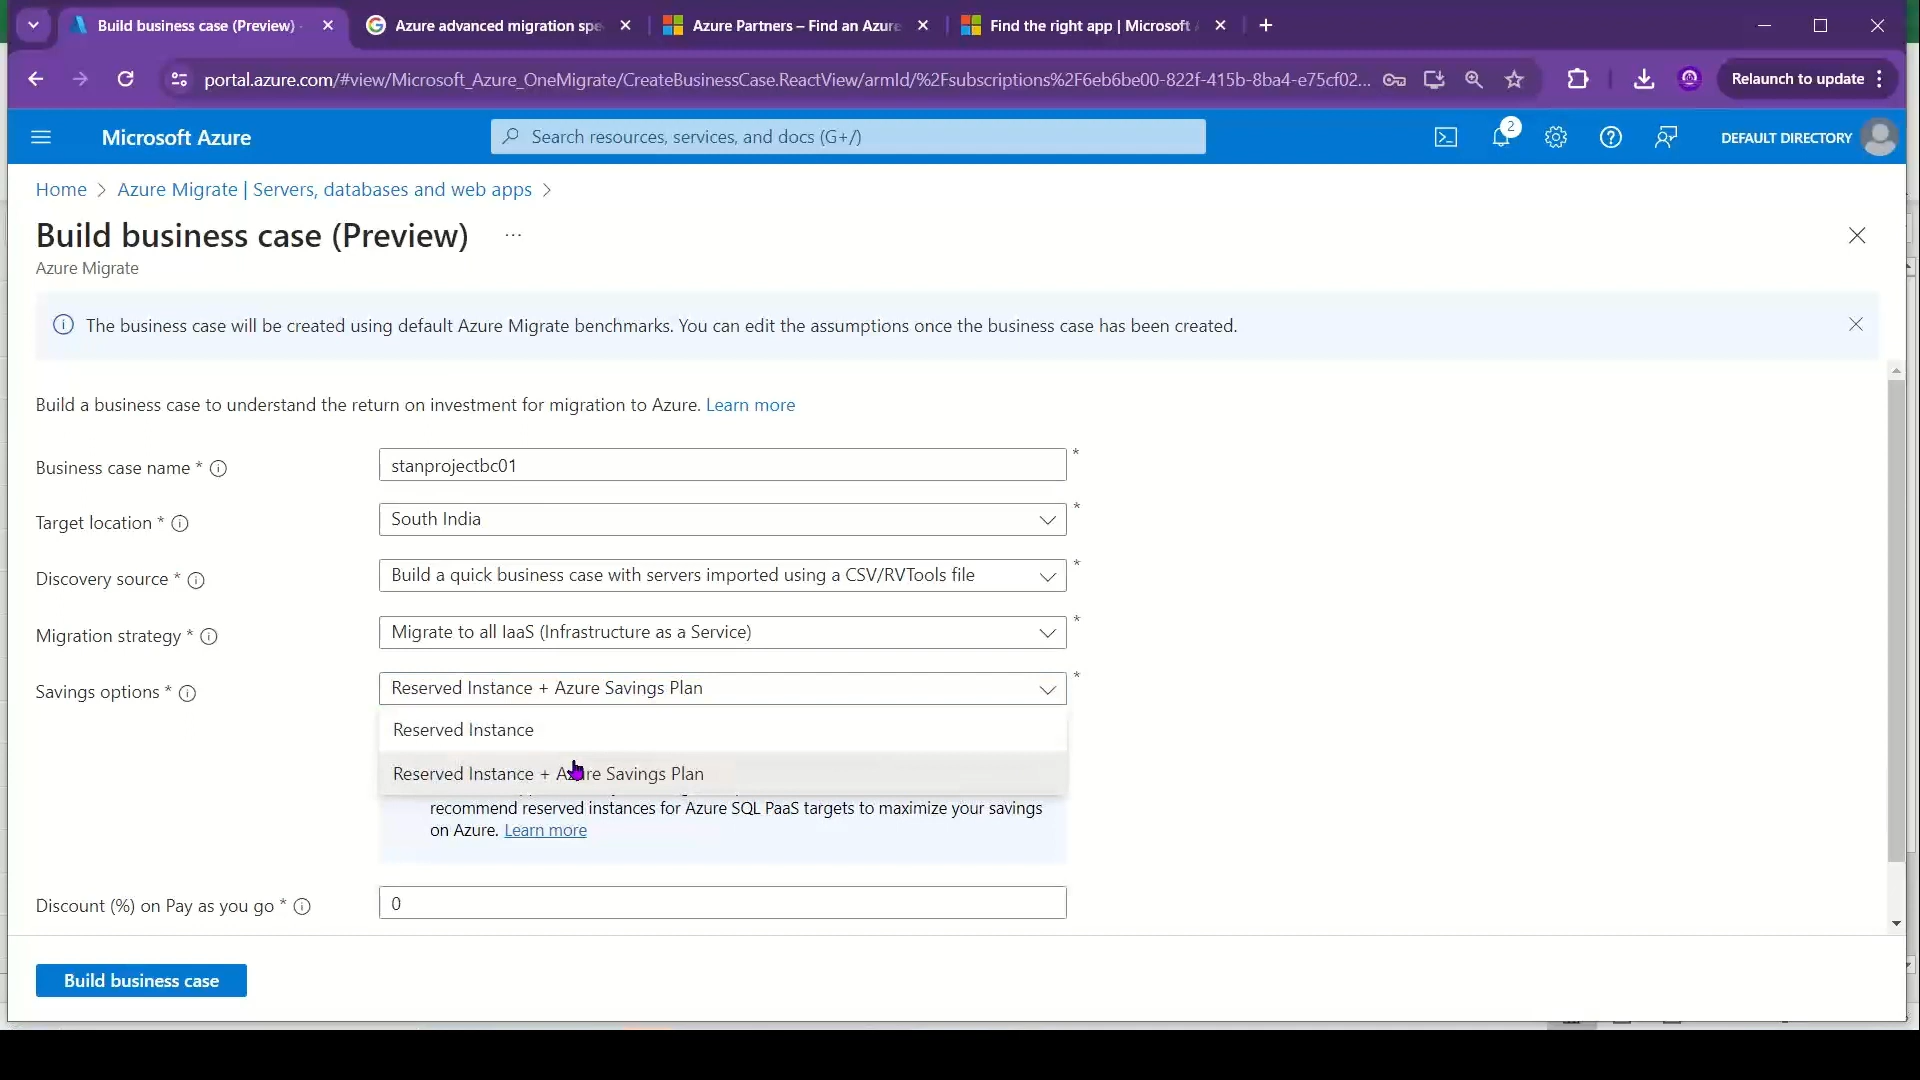 Build business case (Preview) -
Azure advanced migration spe
Azure Partners – Find an Azure
Find the right app | Microsoft
portal.azure.com/#view/Microsoft_Azure_OneMigrate/CreateBusinessCase.ReactView/armId/%2Fsubscriptions%2F6eb6be00-822f-415b-8ba4-e75cf02...
Relaunch to update
Microsoft Azure
Search resources, services, and docs (G+/)
2
DEFAULT DIRECTORY
Home > Azure Migrate | Servers, databases and web apps >
Build business case (Preview) ...
Azure Migrate
The business case will be created using default Azure Migrate benchmarks. You can edit the assumptions once the business case has been created.
Build a business case to understand the return on investment for migration to Azure. Learn more
Business case name *
stanprojectbc01
*
Target location *
South India
*
Discovery source *
Build a quick business case with servers imported using a CSV/RVTools file
*
Migration strategy *
Migrate to all IaaS (Infrastructure as a Service)
*
Savings options *
Reserved Instance + Azure Savings Plan
*
Reserved Instance
Reserved Instance + Azure Savings Plan
recommend reserved instances for Azure SQL PaaS targets to maximize your savings
on Azure. Learn more
Discount (%) on Pay as you go *
0
Build business case